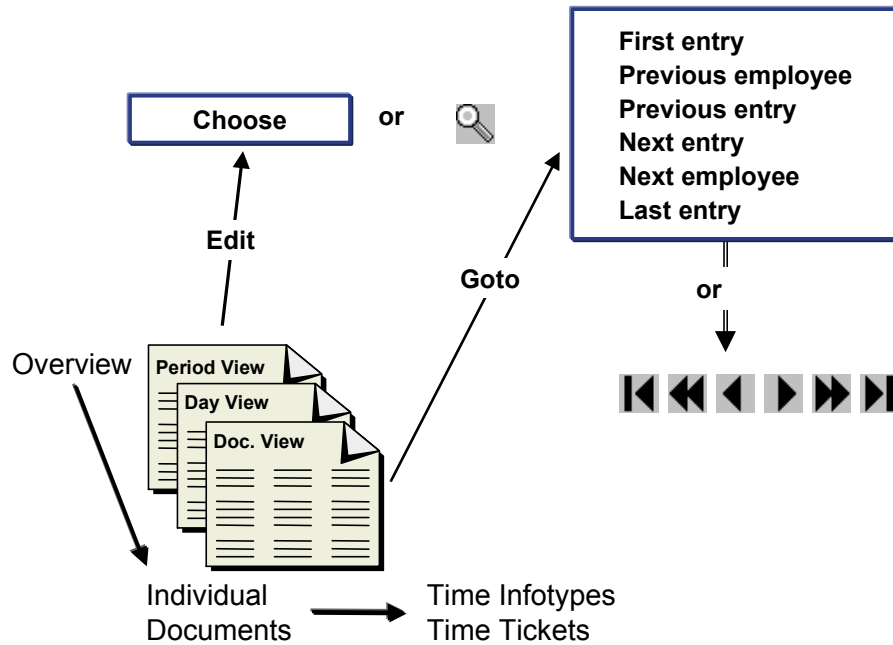 First entry
Previous employee
Previous entry
Next entry
Next employee
Last entry
Choose
or
Edit
Goto
or
Overview
Period View
Day View
Doc. View
Individual
Documents
Time Infotypes
Time Tickets